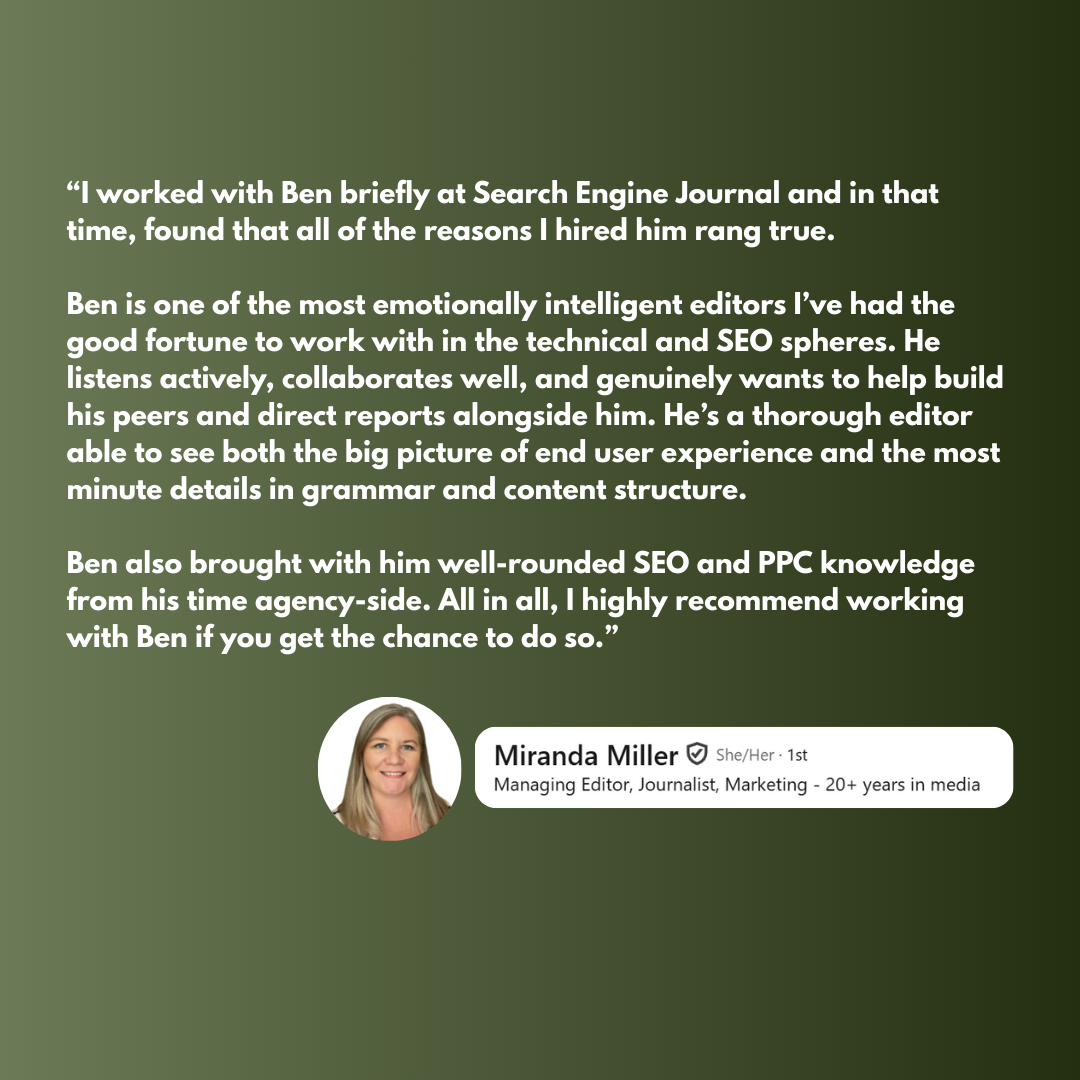 “I worked with Ben briefly at Search Engine Journal and in that
time, found that all of the reasons I hired him rang true.
Ben is one of the most emotionally intelligent editors I’ve had the
good fortune to work with in the technical and SEO spheres. He
listens actively, collaborates well, and genuinely wants to help build
his peers and direct reports alongside him. He’s a thorough editor
able to see both the big picture of end user experience and the most
minute details in grammar and content structure.
Ben also brought with him well-rounded SEO and PPC knowledge
from his time agency-side. All in all, I highly recommend working
with Ben if you get the chance to do so.”
Miranda Miller She/Her · 1st
Managing Editor, Journalist, Marketing - 20+ years in media